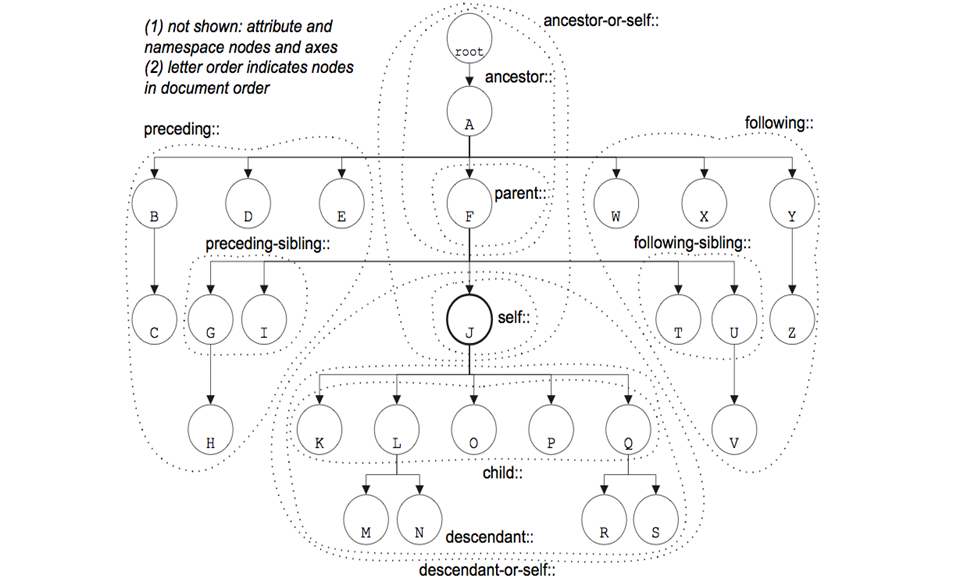 (1) not shown: attribute and
namespace nodes and axes
(2) letter order indicates nodes
in document order
ancestor-or-self::
root
ancestor::
A
preceding::
following::
B
D
E
F
parent::
W
X
Y
preceding-sibling::
following-sibling::
C
G
I
J
self::
T
U
Z
H
K
L
O
P
Q
V
child::
M
N
R
S
descendant::
descendant-or-self::